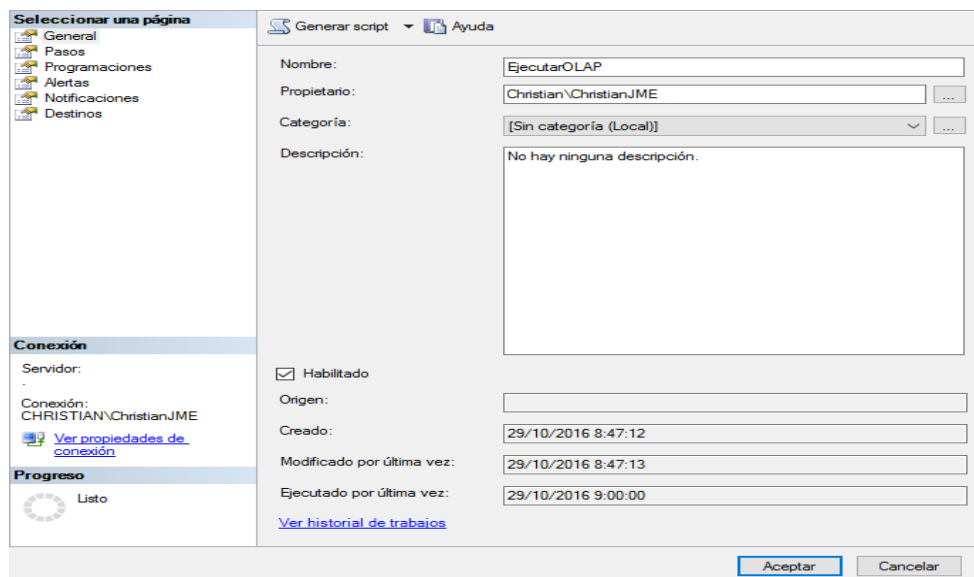 Seleccionar una página
General
Pasos
Programaciones
Alertas
Notificaciones
Destinos
Conexión
Servidor:
.
Conexión:
CHRISTIAN\ChristianJME
Ver propiedades de
conexión
Progreso
Listo
Generar script Ayuda
Nombre: EjecutarOLAP
Propietario: Christian\ChristianJME ...
Categoría: [Sin categoría (Local)] ...
Descripción: No hay ninguna descripción.
Habilitado
Origen:
Creado: 29/10/2016 8:47:12
Modificado por última vez: 29/10/2016 8:47:13
Ejecutado por última vez: 29/10/2016 9:00:00
Ver historial de trabajos
Aceptar Cancelar